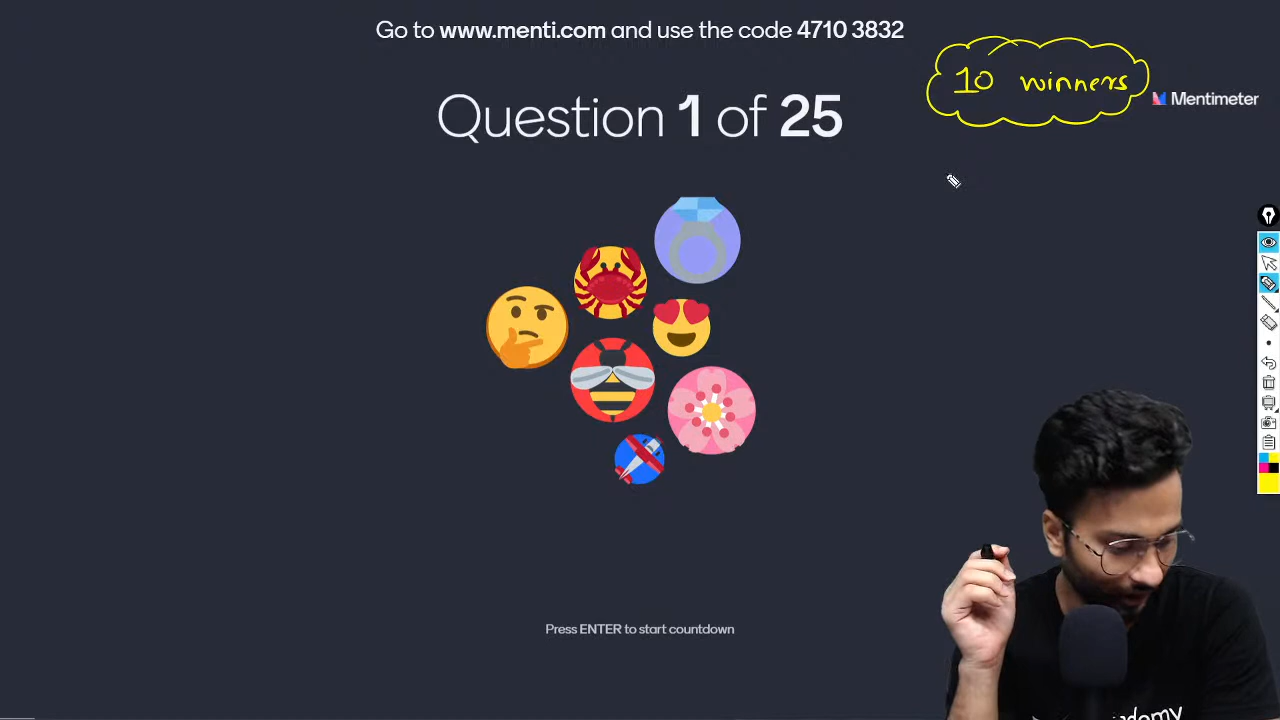 Go to www.menti.com and use the code 4710 3832
10 winners
Mentimeter
Question 1 of 25
Press ENTER to start countdown